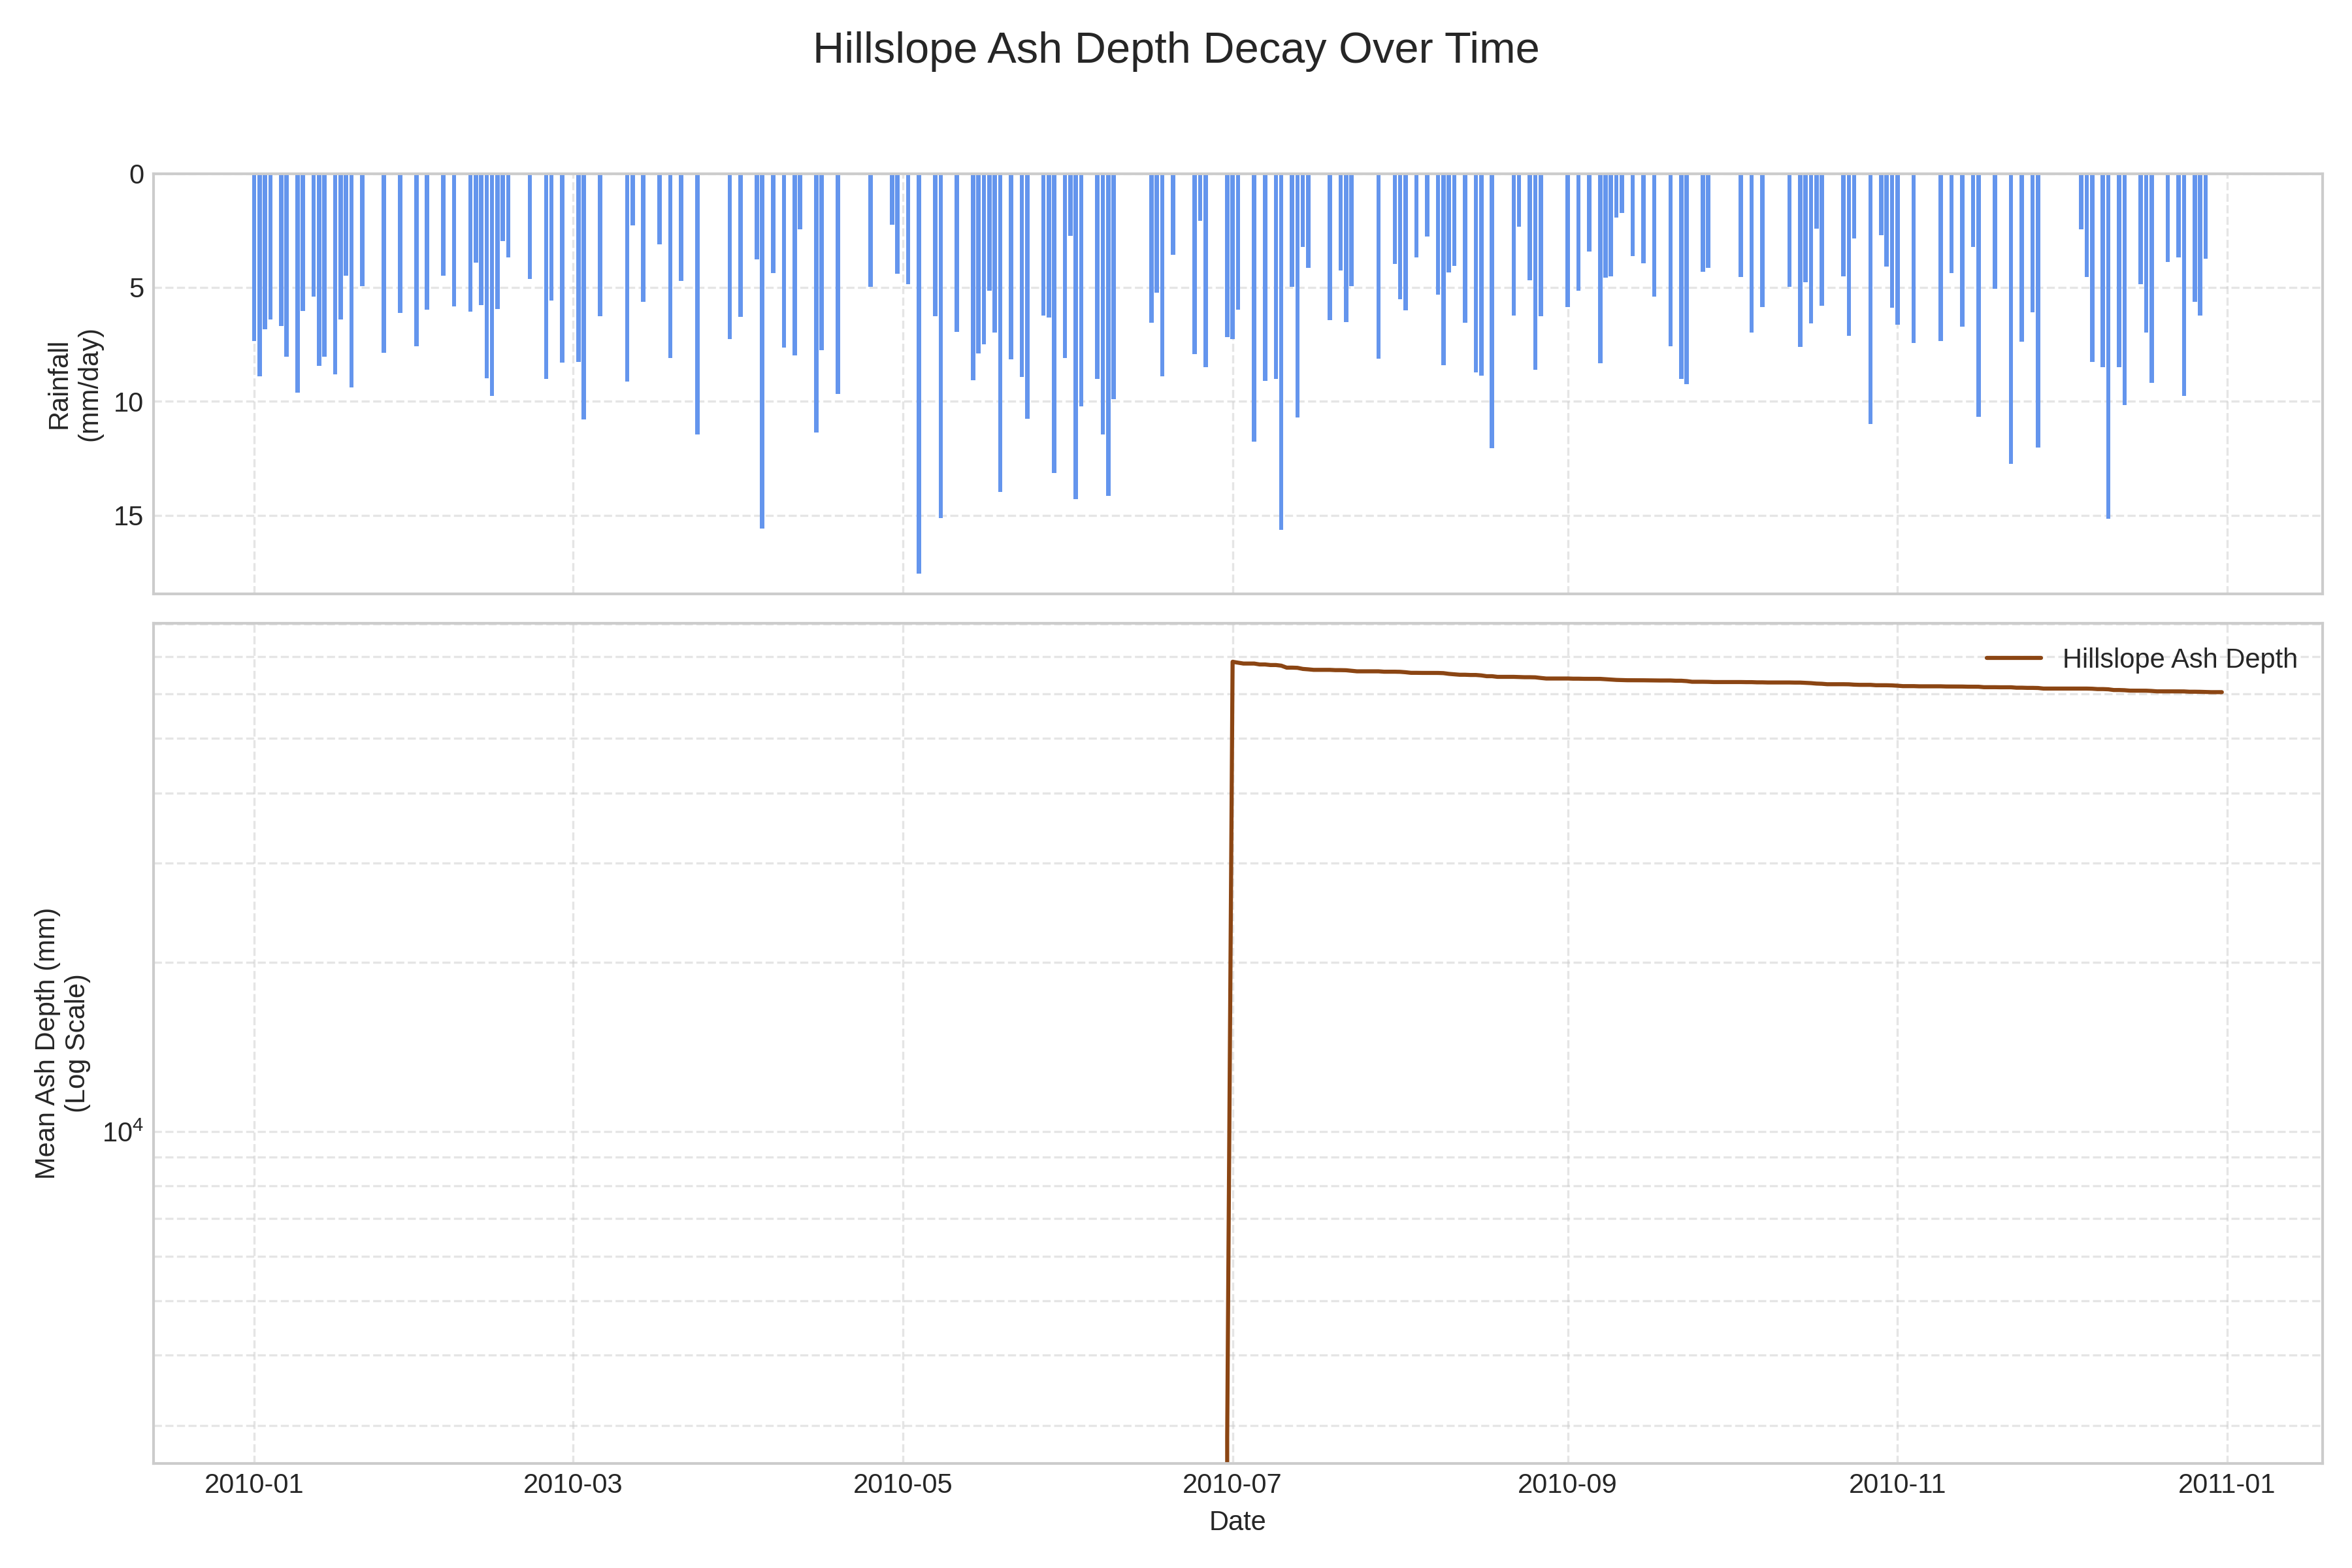 Hillslope Ash Depth Decay Over Time
0
5
10
15
Rainfall
(mm/day)
Hillslope Ash Depth
Mean Ash Depth (mm)
(Log Scale)
10⁴
2010-01
2010-03
2010-05
2010-07
2010-09
2010-11
2011-01
Date